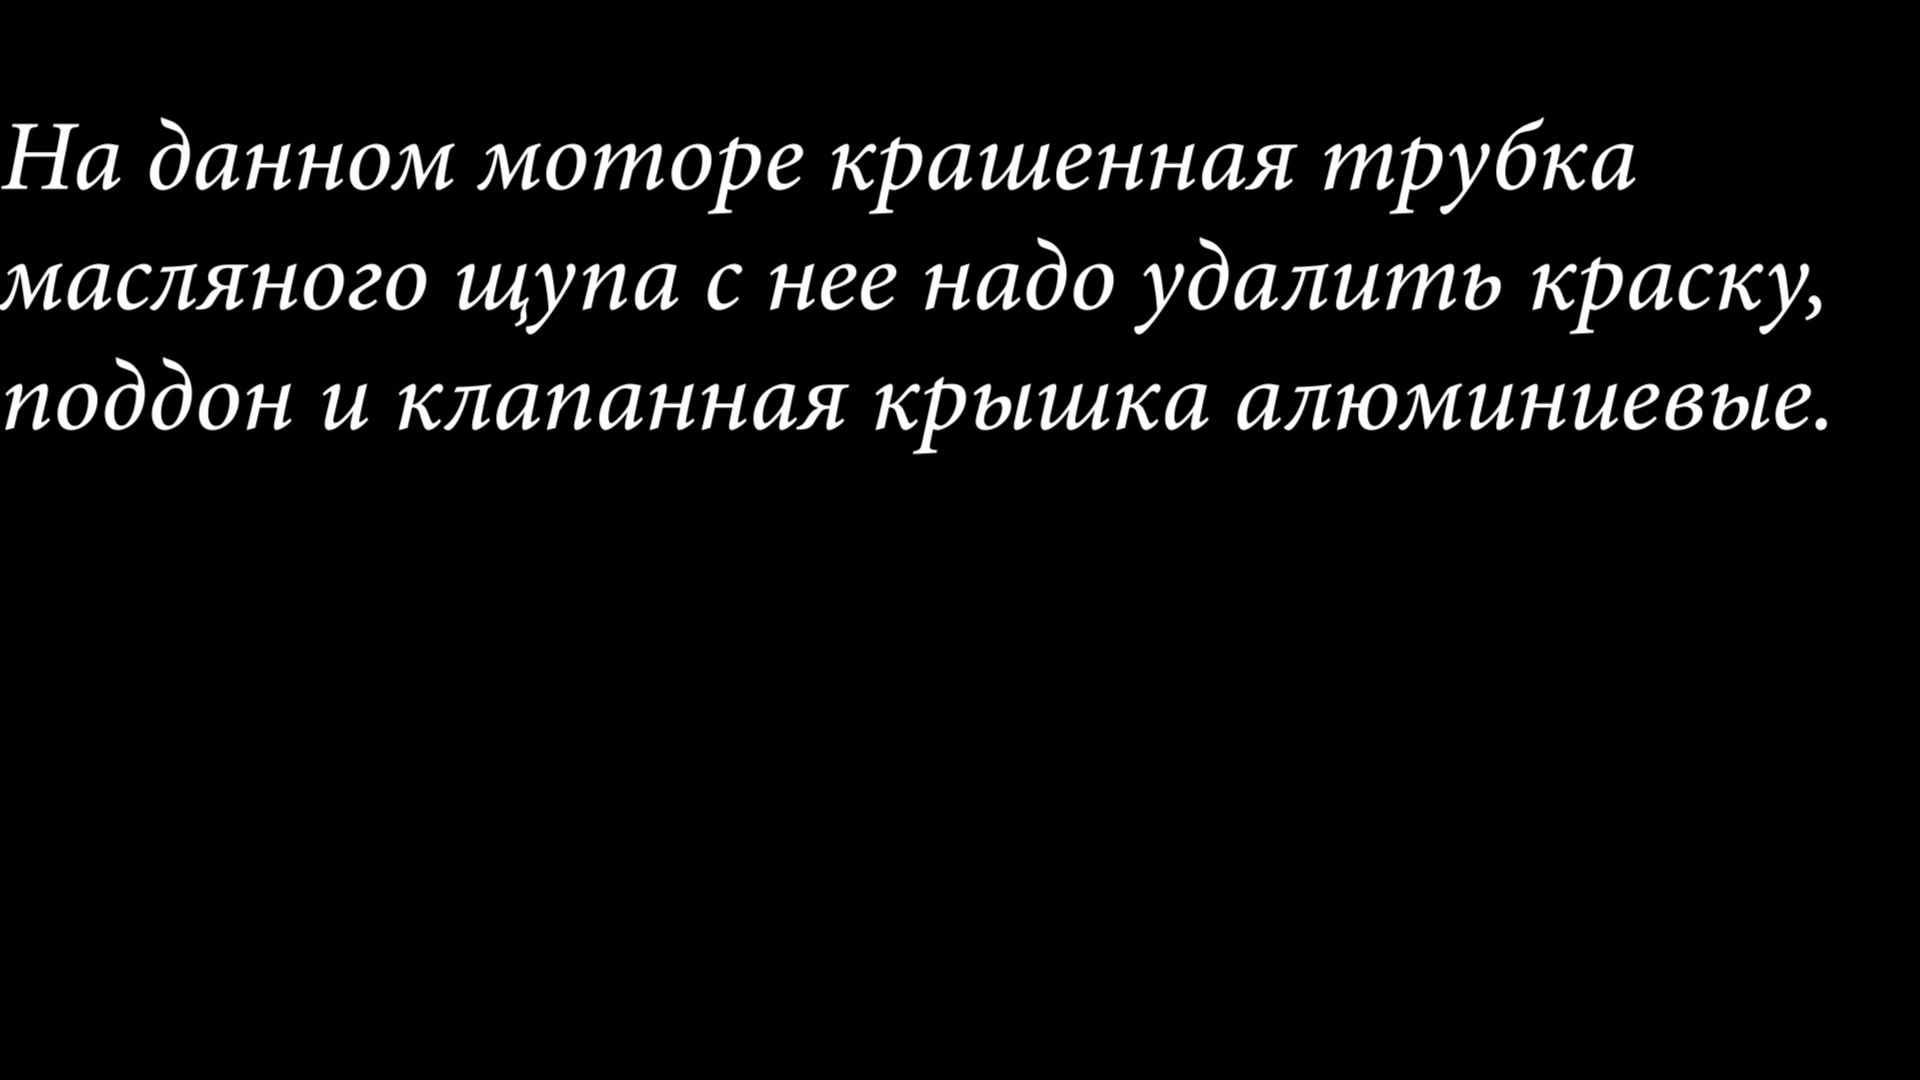 На данном моторе крашенная трубка
масляного щупа с нее надо удалить краску,
поддон и клапанная крышка алюминиевые.